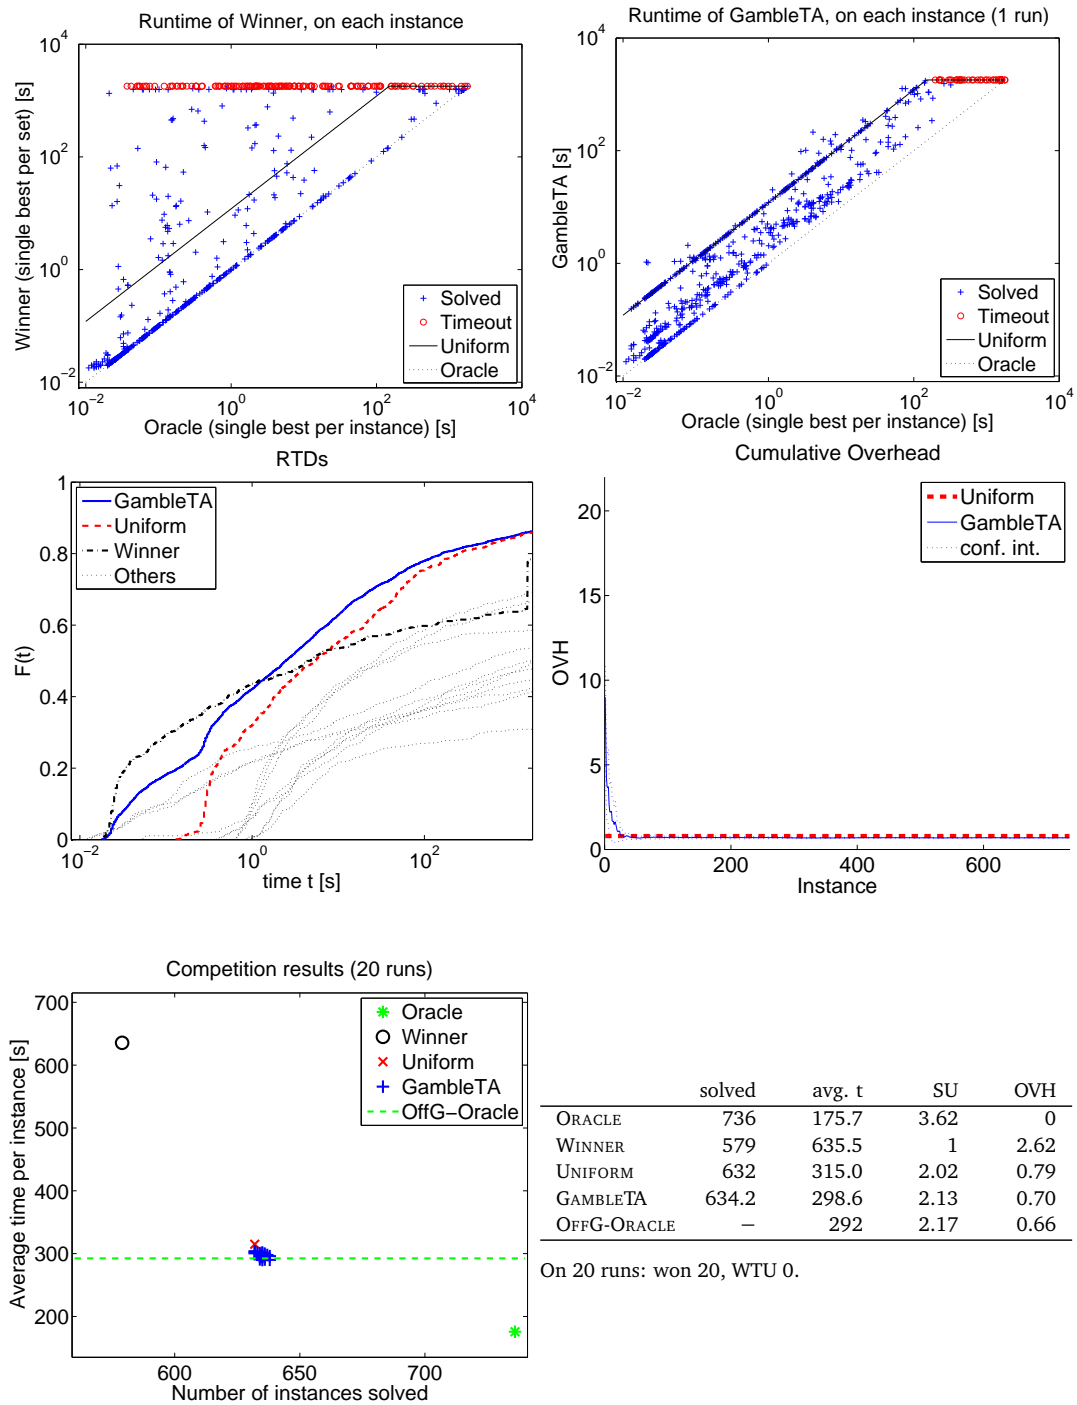 Runtime of Winner, on each instance
10^4
10^2
10^0
10^−2
Winner (single best per set) [s]
Solved
Timeout
Uniform
Oracle
10^−2 10^0 10^2 10^4
Oracle (single best per instance) [s]
Runtime of GambleTA, on each instance (1 run)
10^4
10^2
10^0
10^−2
GambleTA [s]
Solved
Timeout
Uniform
Oracle
10^−2 10^0 10^2 10^4
Oracle (single best per instance) [s]
RTDs
1
0.8
0.6
0.4
0.2
0
F(t)
GambleTA
Uniform
Winner
Others
10^−2 10^0 10^2
time t [s]
Cumulative Overhead
20
15
10
5
0
OVH
Uniform
GambleTA
conf. int.
0 200 400 600
Instance
Competition results (20 runs)
700
600
500
400
300
200
Average time per instance [s]
Oracle
Winner
Uniform
GambleTA
OffG−Oracle
600 650 700
Number of instances solved
solved avg. t SU OVH
ORACLE 736 175.7 3.62 0
WINNER 579 635.5 1 2.62
UNIFORM 632 315.0 2.02 0.79
GAMBLETA 634.2 298.6 2.13 0.70
OFFG-ORACLE − 292 2.17 0.66
On 20 runs: won 20, WTU 0.